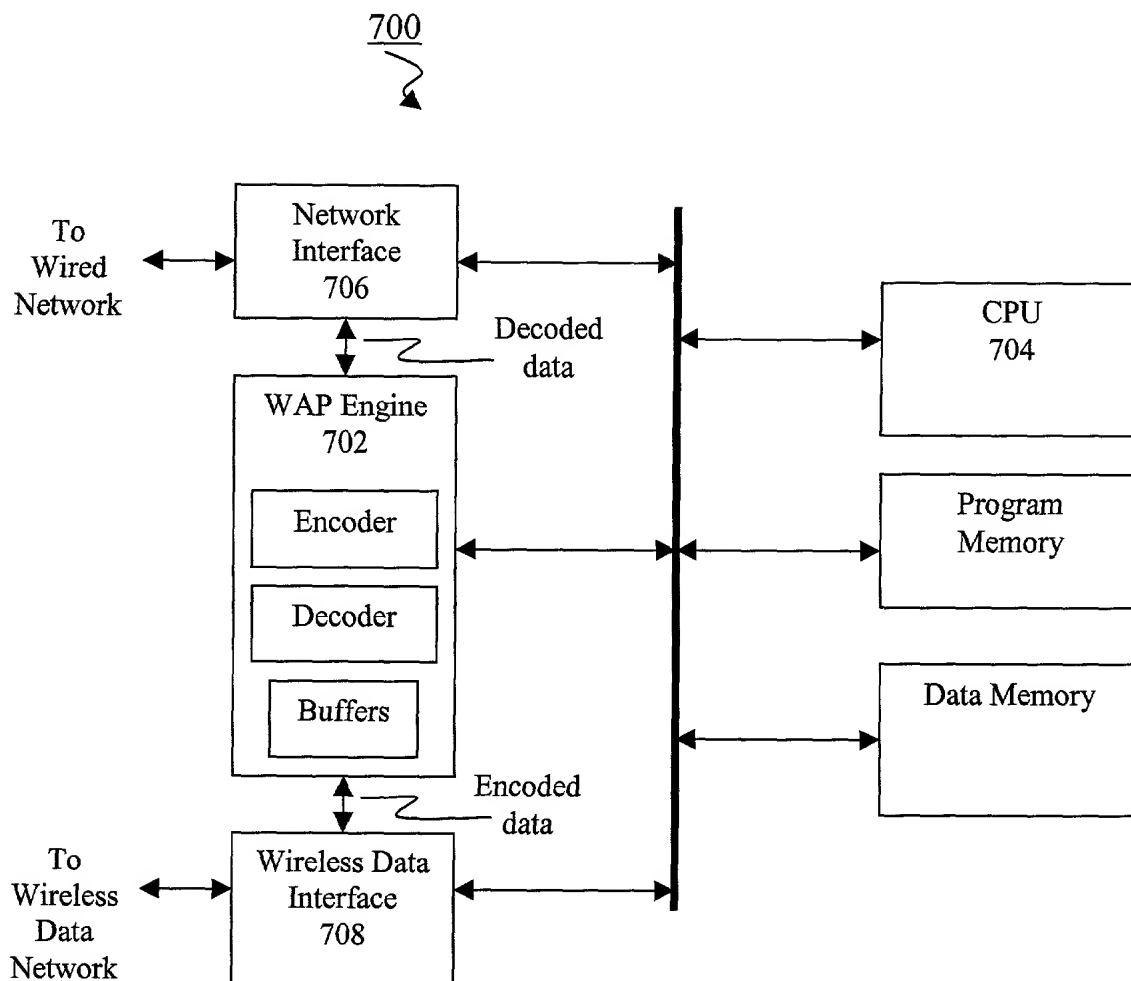 700
To
Wired
Network
Network
Interface
706
Decoded
data
CPU
704
WAP Engine
702
Encoder
Decoder
Buffers
Program
Memory
Data Memory
Encoded
data
To
Wireless
Data
Network
Wireless Data
Interface
708